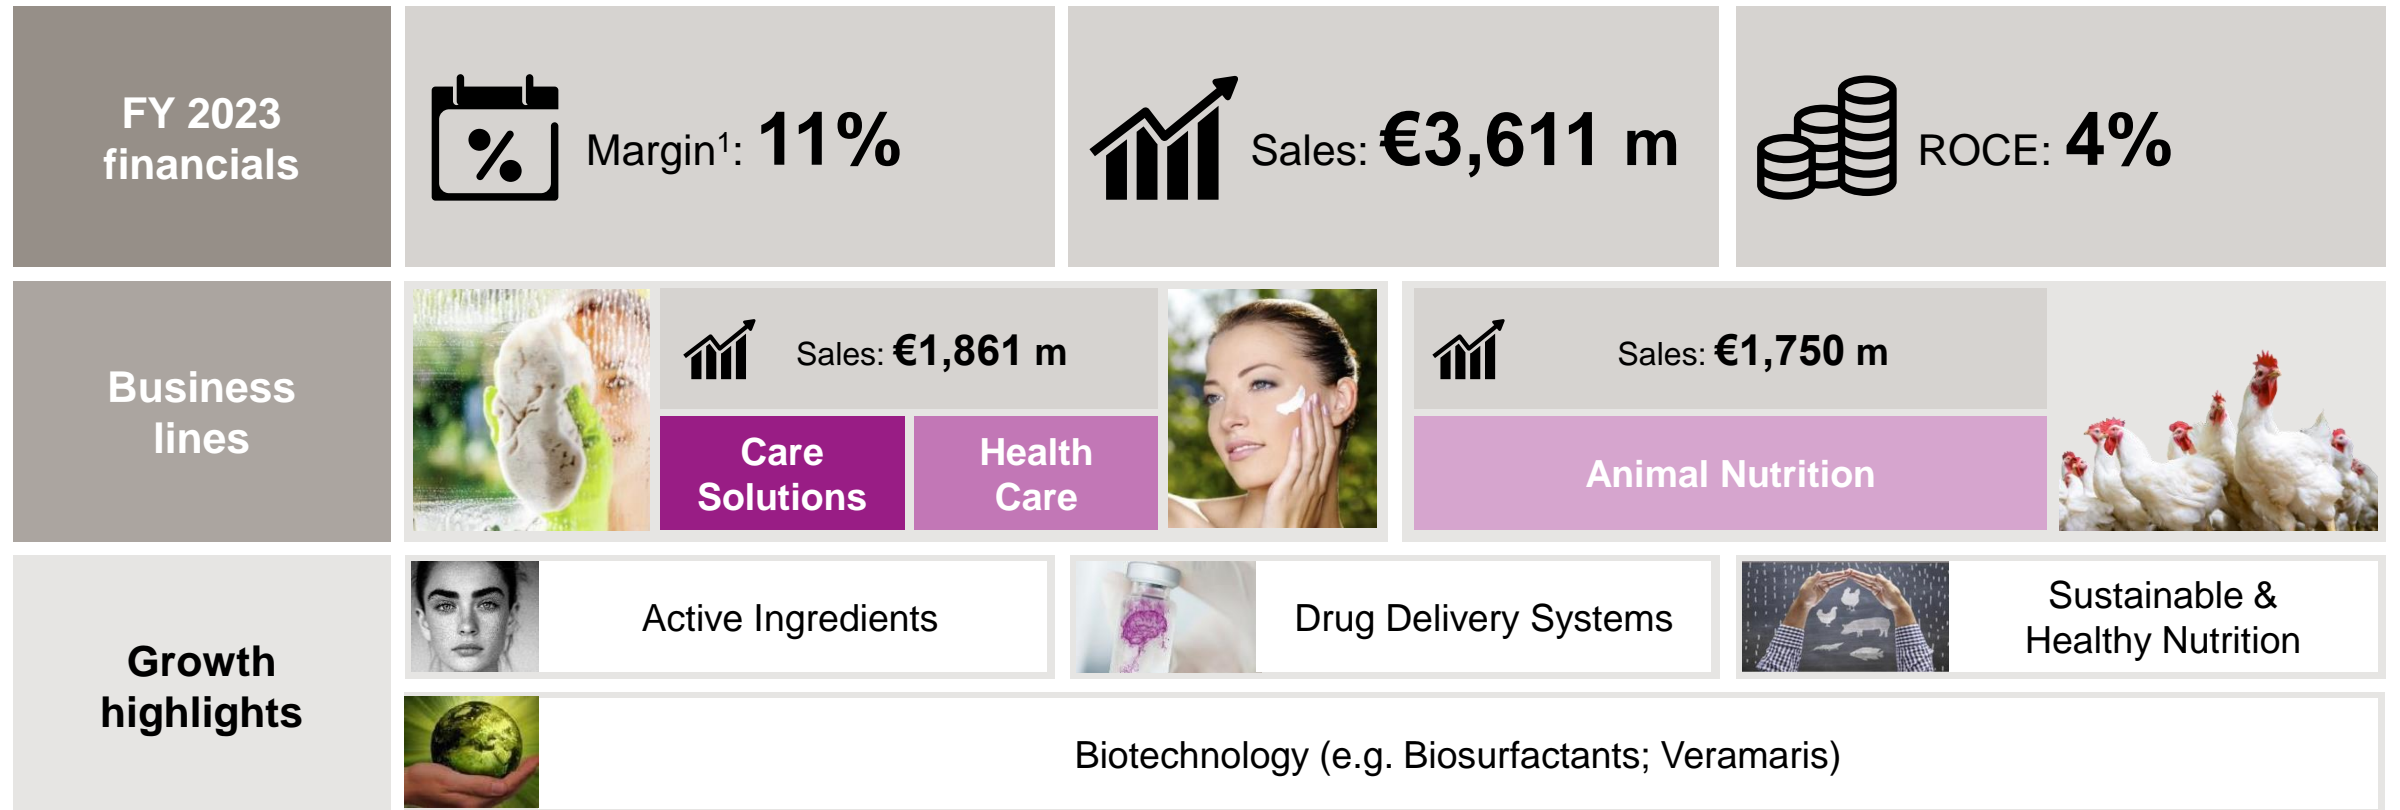 FY 2023
financials
Margin¹: 11%
Sales: €3,611 m
ROCE: 4%
Business
lines
Sales: €1,861 m
Care
Solutions
Health
Care
Sales: €1,750 m
Animal Nutrition
Growth
highlights
Active Ingredients
Drug Delivery Systems
Sustainable &
Healthy Nutrition
Biotechnology (e.g. Biosurfactants; Veramaris)